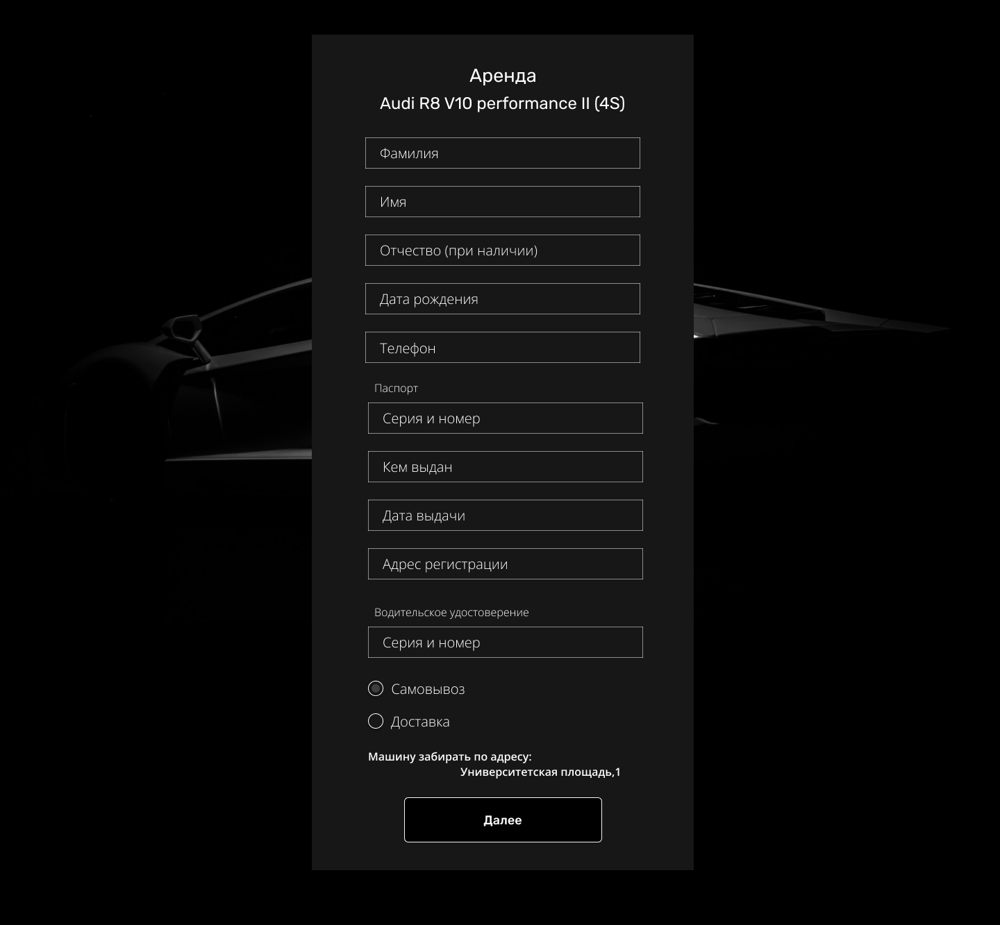 Аренда
Audi R8 V10 performance II (4S)
Фамилия
Имя
Отчество (при наличии)
Дата рождения
Телефон
Паспорт
Серия и номер
Кем выдан
Дата выдачи
Адрес регистрации
Водительское удостоверение
Серия и номер
Самовывоз
Доставка
Машину забирать по адресу:
Университетская площадь,1
Далее